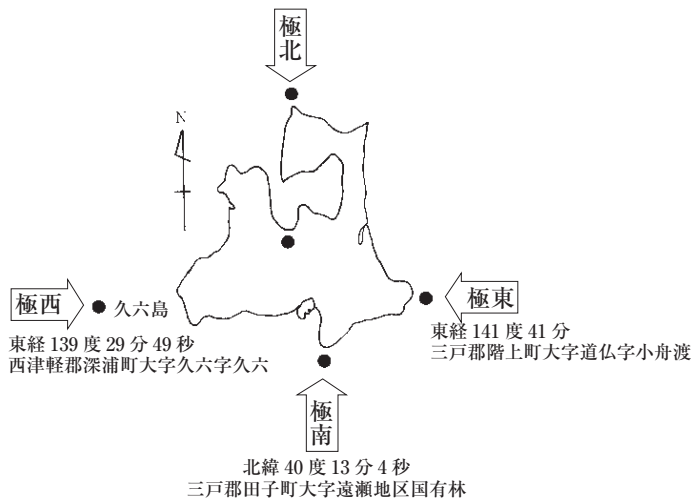 極北
N
極西
久六島
東経 139 度 29 分 49 秒
西津軽郡深浦町大字久六字久六
極東
東経 141 度 41 分
三戸郡階上町大字道仏字小舟渡
極南
北緯 40 度 13 分 4 秒
三戸郡田子町大字遠瀬地区国有林